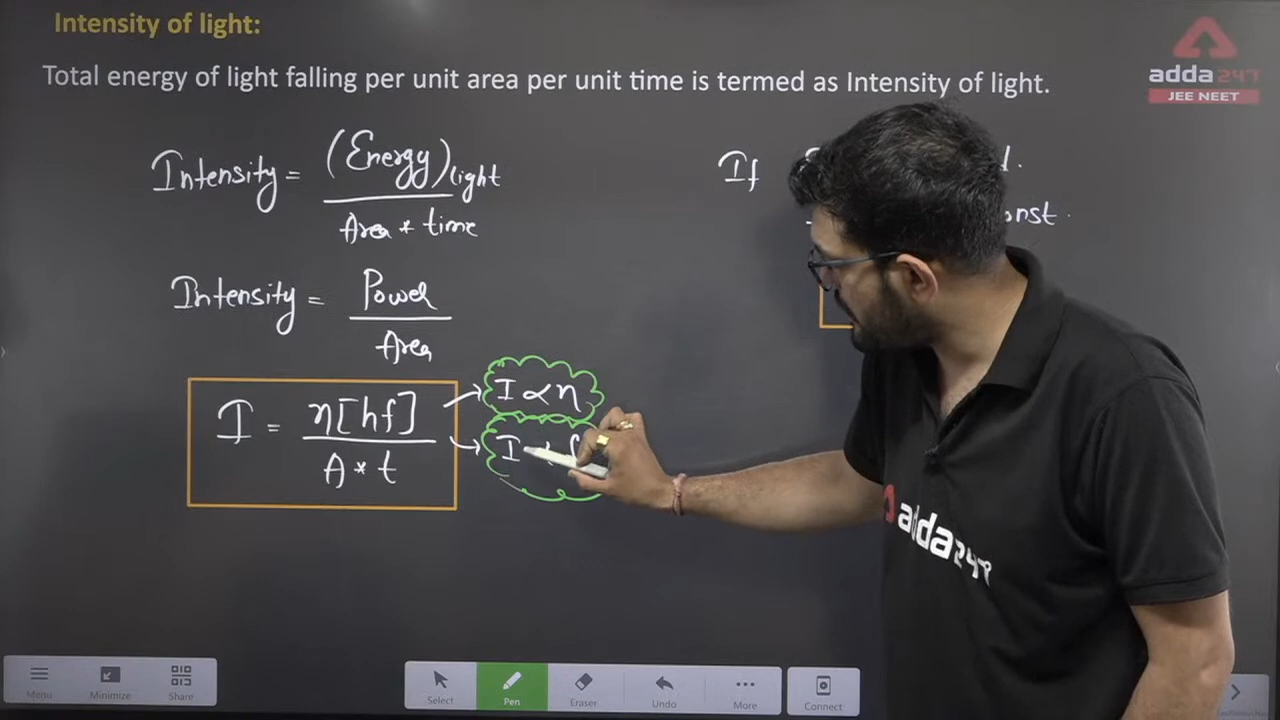 Intensity of light:
adda247
JEE NEET
Total energy of light falling per unit area per unit time is termed as Intensity of light.
Intensity = (Energy)light
Area * time
If
Intensity = Power
Area
I = η[hf]
A * t
I ∝ η
I
adda247
Menu
Minimize
Share
Select
Pen
Eraser
Undo
More
Connect